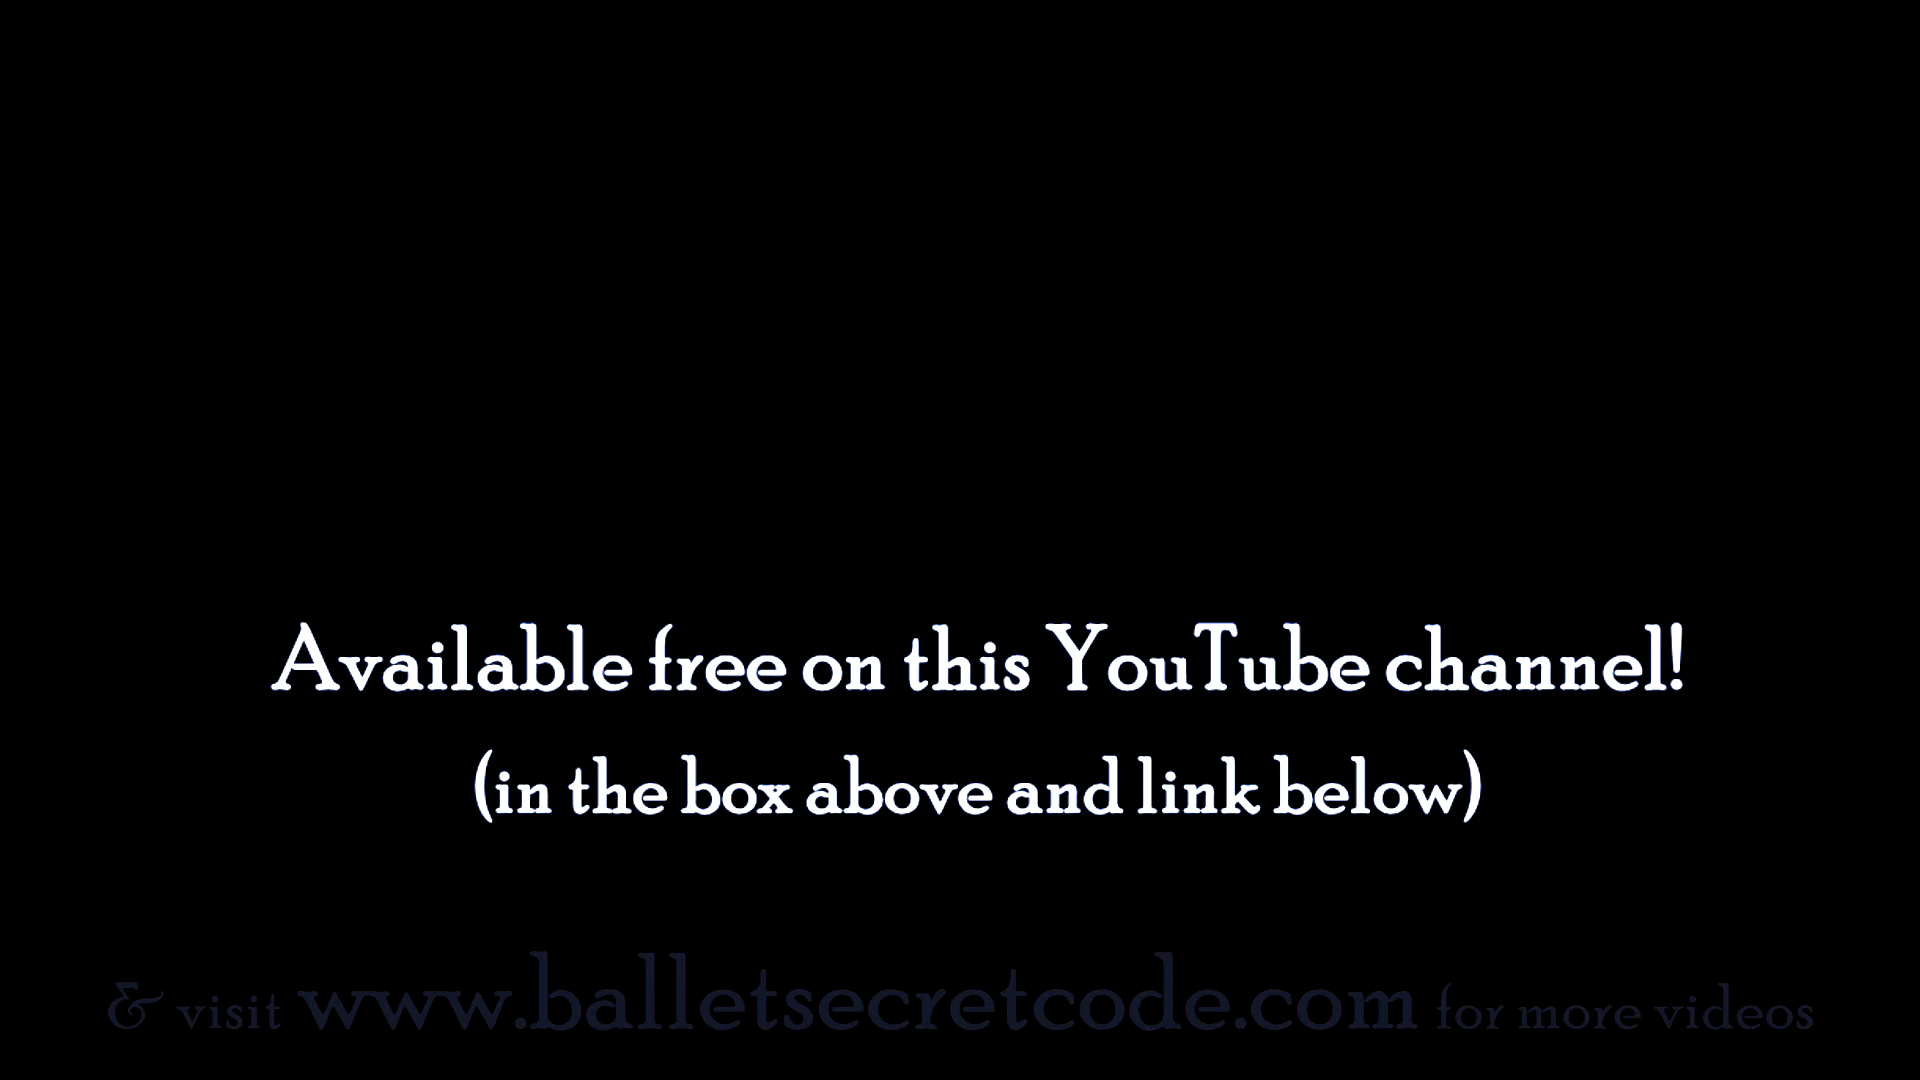 Available free on this YouTube channel!
(in the box above and link below)
& visit www.balletsecretcode.com for more videos